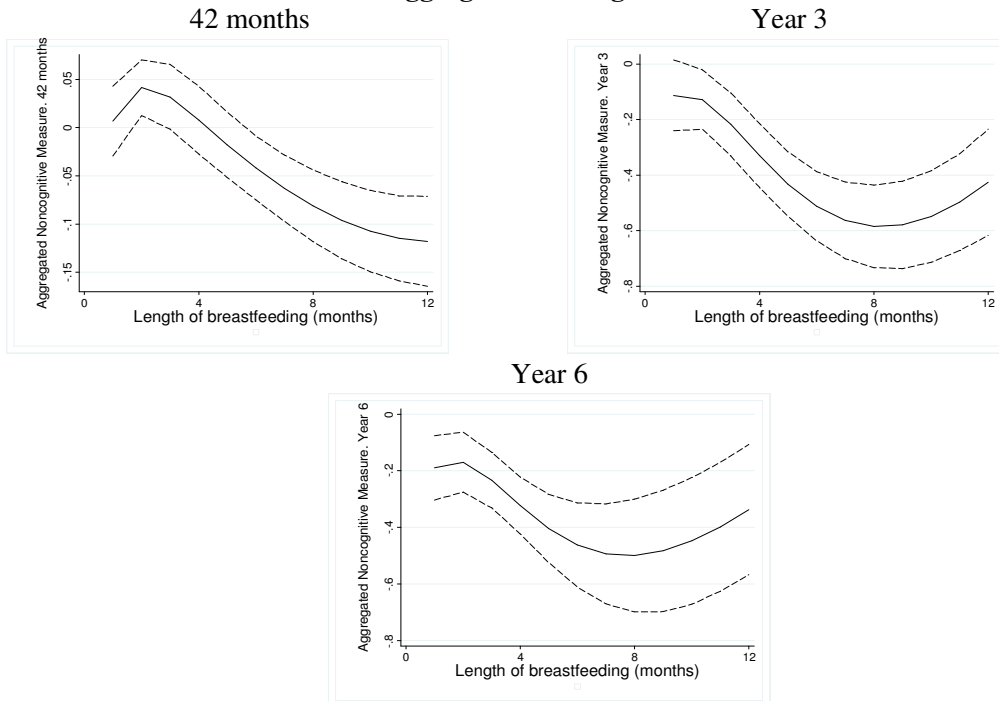 42 months
Year 3
Aggregated Noncognitive Measure. 42 months
.05
0
-.05
-.1
-.15
0 4 8 12
Length of breastfeeding (months)
Aggregated Noncognitive Masure. Year 3
0
-.2
-.4
-.6
-.8
0 4 8 12
Length of breastfeeding (months)
Year 6
Aggregated Noncognitive Measure. Year 6
0
-.2
-.4
-.6
-.8
0 4 8 12
Length of breastfeeding (months)